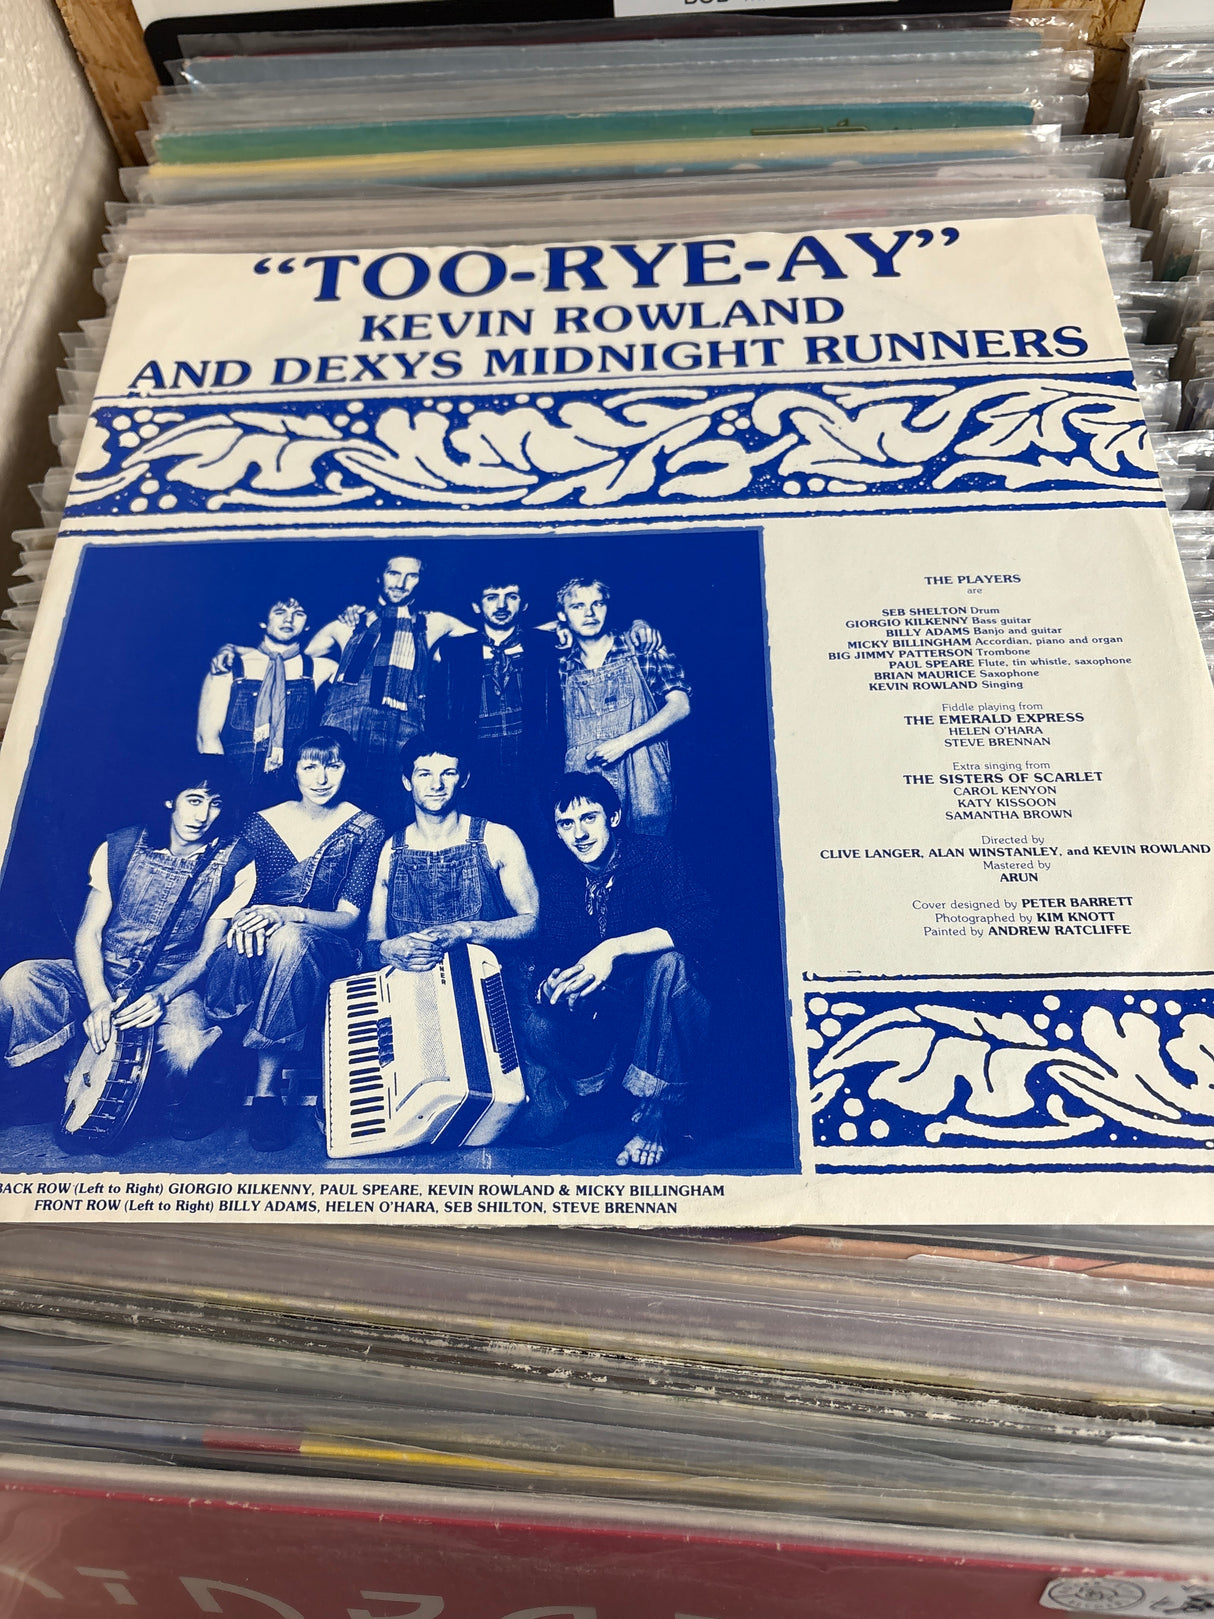 “TOO-RYE-AY”
KEVIN ROWLAND
AND DEXYS MIDNIGHT RUNNERS
THE PLAYERS
are
SEB SHELTON Drum
GIORGIO KILKENNY Bass guitar
BILLY ADAMS Banjo and guitar
MICKY BILLINGHAM Accordian, piano and organ
BIG JIMMY PATTERSON Trombone
PAUL SPEARE Flute, tin whistle, saxophone
BRIAN MAURICE Saxophone
KEVIN ROWLAND Singing
Fiddle playing from
THE EMERALD EXPRESS
HELEN O'HARA
STEVE BRENNAN
Extra singing from
THE SISTERS OF SCARLET
CAROL KENYON
KATY KISSOON
SAMANTHA BROWN
Directed by
CLIVE LANGER, ALAN WINSTANLEY, and KEVIN ROWLAND
Mastered by
ARUN
Cover designed by PETER BARRETT
Photographed by KIM KNOTT
Painted by ANDREW RATCLIFFE
BACK ROW (Left to Right) GIORGIO KILKENNY, PAUL SPEARE, KEVIN ROWLAND & MICKY BILLINGHAM
FRONT ROW (Left to Right) BILLY ADAMS, HELEN O'HARA, SEB SHILTON, STEVE BRENNAN